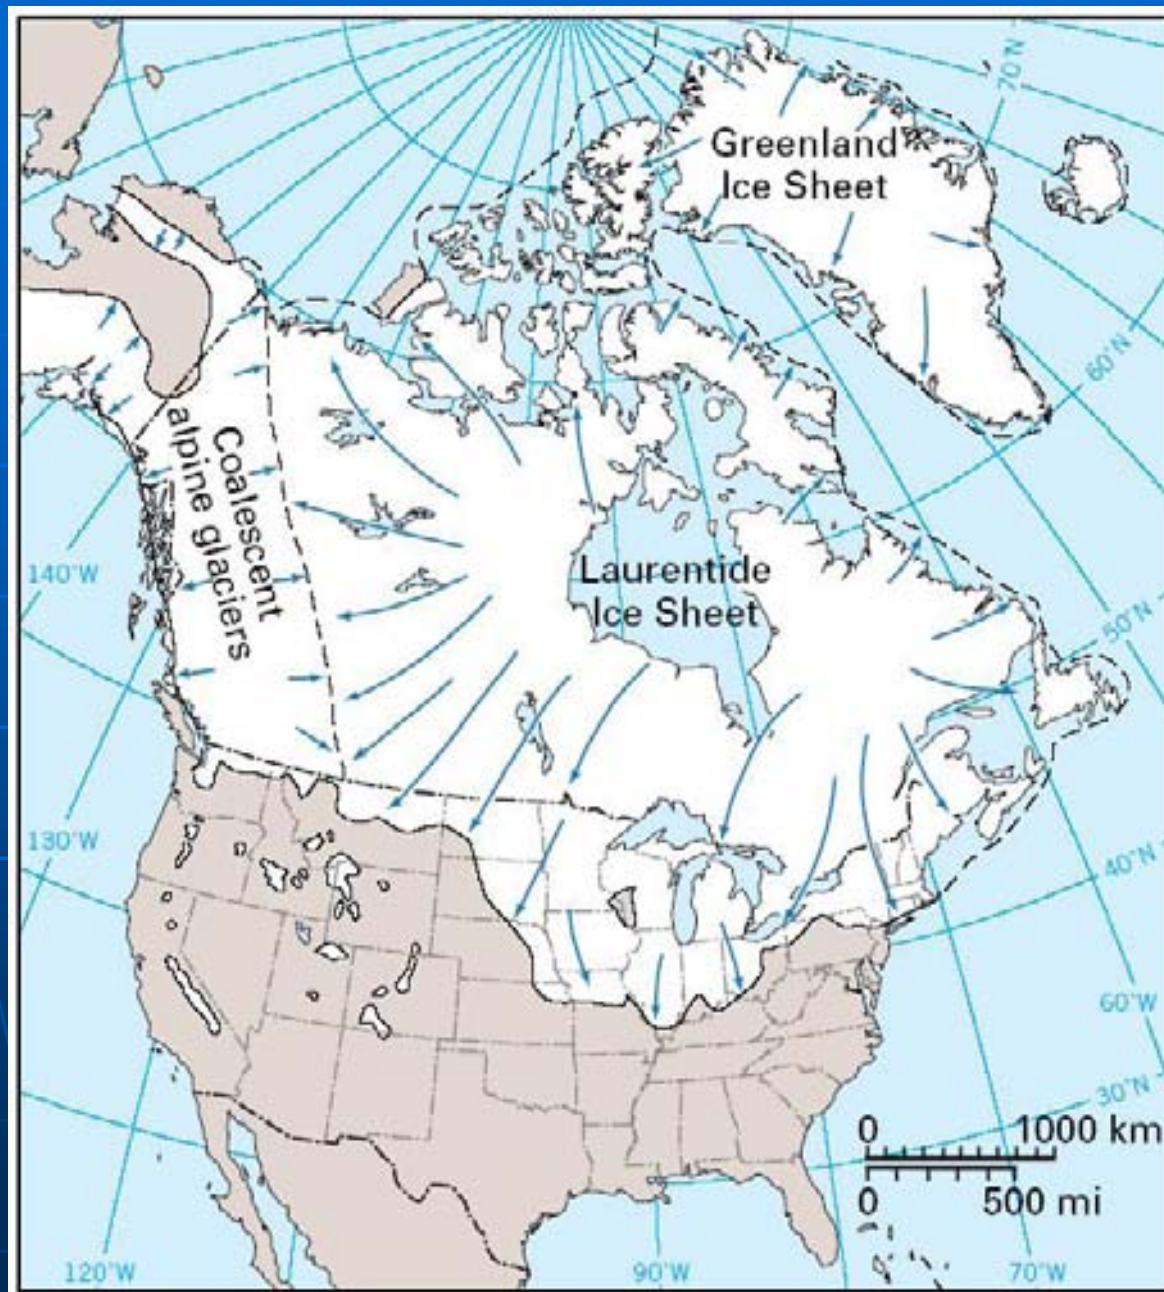 70°N
Greenland
Ice Sheet
60°N
Coalescent
alpine glaciers
Laurentide
Ice Sheet
140°W
50°N
130°W
40°N
60°W
30°N
0 1000 km
0 500 mi
120°W
90°W
70°W